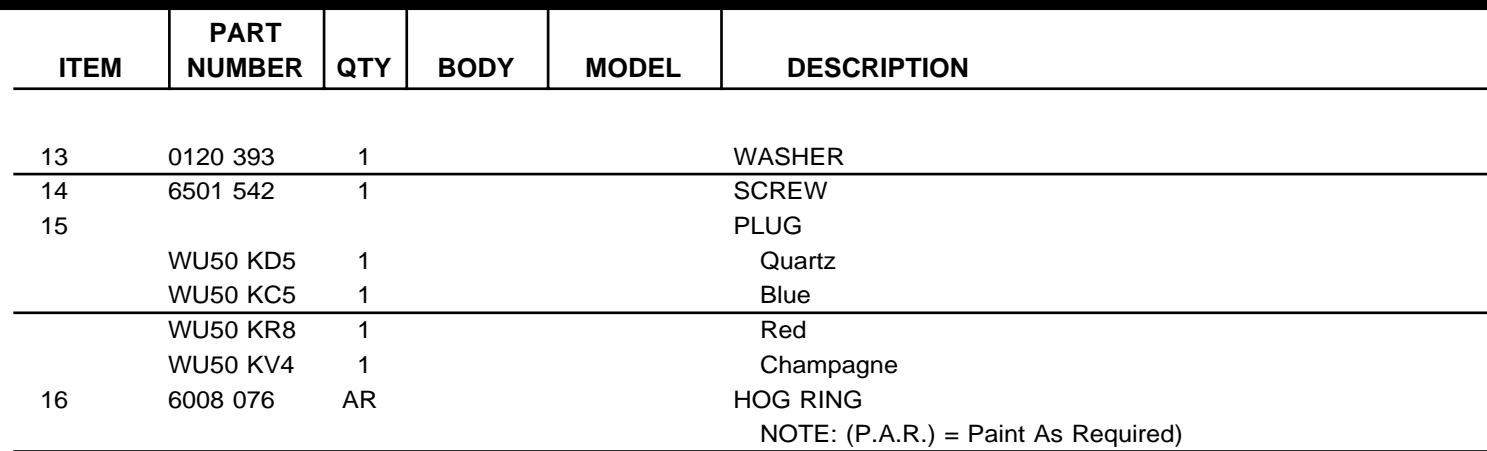 PART
ITEM NUMBER QTY BODY MODEL DESCRIPTION
13 0120 393 1 WASHER
14 6501 542 1 SCREW
15 PLUG
WU50 KD5 1 Quartz
WU50 KC5 1 Blue
WU50 KR8 1 Red
WU50 KV4 1 Champagne
16 6008 076 AR HOG RING
NOTE: (P.A.R.) = Paint As Required)